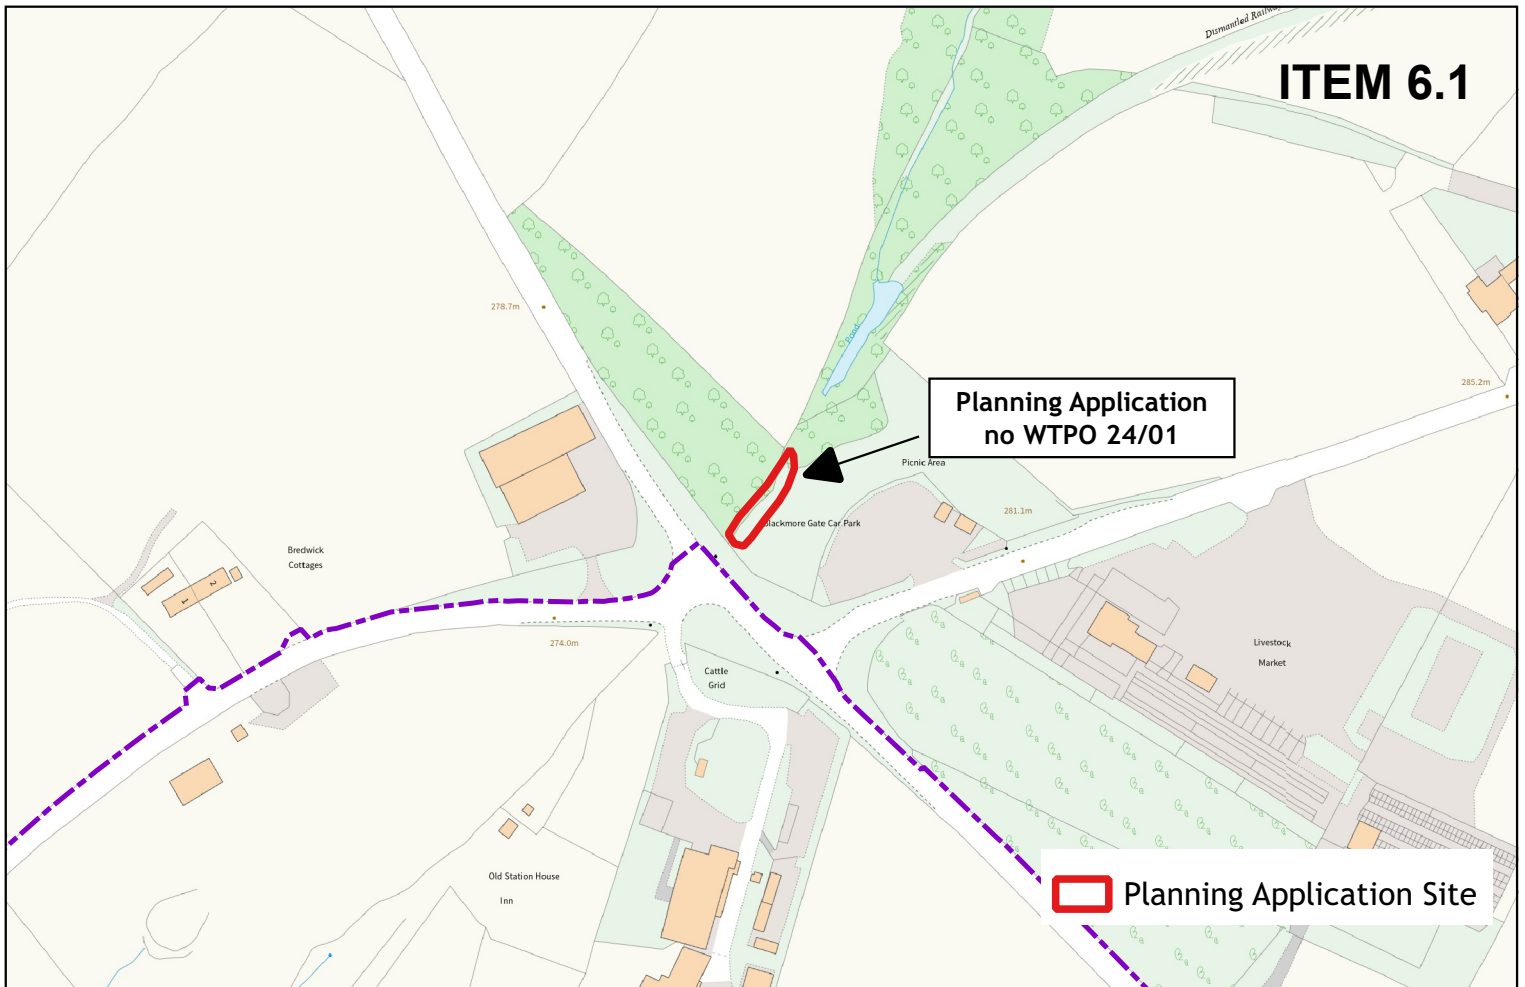 Dismantled Railway
ITEM 6.1
278.7m
Pond
285.2m
Planning Application
no WTPO 24/01
Picnic Area
281.1m
Blackmore Gate Car Park
Bredwick
Cottages
2
1
274.0m
Livestock
Market
Cattle
Grid
Old Station House
Inn
Planning Application Site